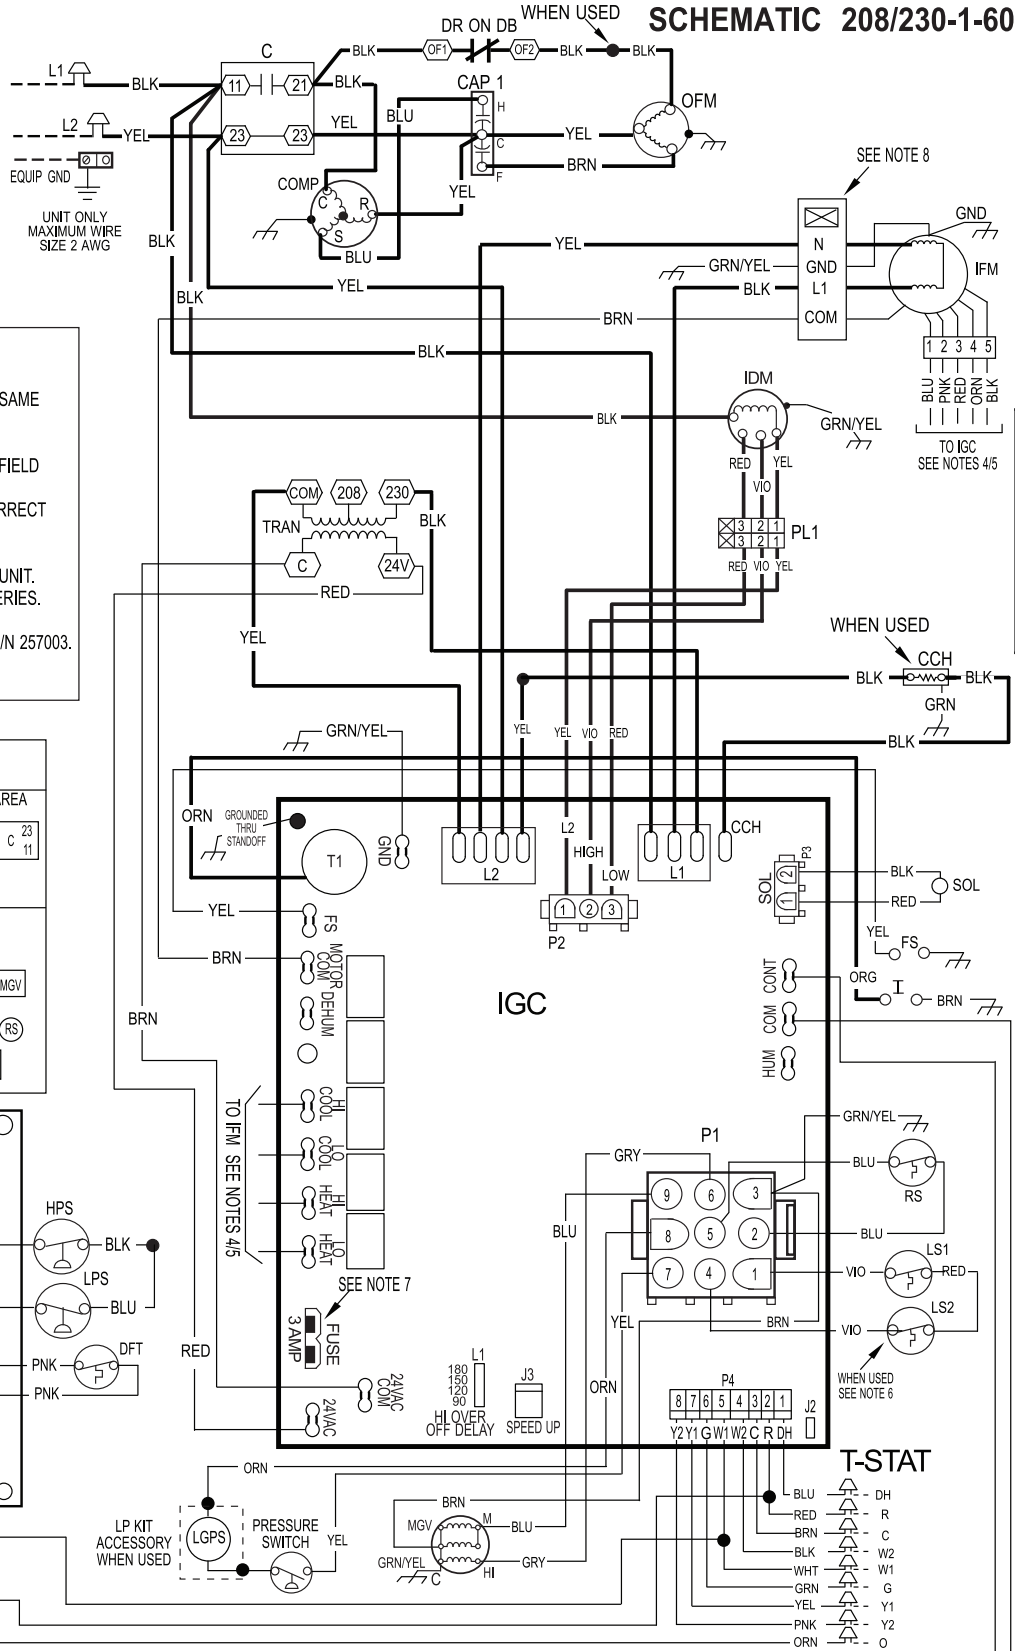 SCHEMATIC 208/230-1-60
WHEN USED
DR ON DB
BLK OF1 OF2 BLK BLK
C
L1
BLK 11 21 BLK
CAP 1
H
BLU
OFM
L2
YEL 23 23 YEL
C
YEL
EQUIP GND
BRN
F
UNIT ONLY
MAXIMUM WIRE
SIZE 2 AWG
COMP
C R
S
YEL
BLU
SEE NOTE 8
GND
BLK
YEL
N
GRN/YEL
GND
IFM
BLK
YEL
BLK
L1
BRN
COM
1 2 3 4 5
BLU
PNK
RED
ORN
BLK
TO IGC
SEE NOTES 4/5
BLK
IDM
BLK
GRN/YEL
SAME
FIELD
RRECT
UNIT.
ERIES.
/N 257003.
RED
VIO
YEL
3 2 1
3 2 1
PL1
RED VIO YEL
COM 208 230
TRAN
BLK
C
24V
RED
YEL
WHEN USED
CCH
BLK
BLK
GRN
BLK
GRN/YEL
YEL
YEL VIO RED
AREA
C 23
11
ORN
GROUNDED
THRU
STANDOFF
T1
GND
L2
L2
HIGH
LOW
1 2 3
P2
L1
CCH
P3
SOL
2
1
BLK
RED
SOL
YEL
FS
YEL
FS
BRN
MOTOR
COM
DEHUM
IGC
CONT
COM
HUM
ORG
I
BRN
MGV
RS
BRN
TO IFM SEE NOTES 4/5
HI
COOL
LO
COOL
HI
HEAT
LO
HEAT
P1
GRY
GRN/YEL
9 6 3
8 5 2
7 4 1
BLU
RS
BLU
BLU
LS1
VIO
RED
LS2
BRN
VIO
WHEN USED
SEE NOTE 6
HPS
BLK
LPS
BLU
DFT
PNK
PNK
RED
SEE NOTE 7
FUSE
3 AMP
YEL
ORN
24VAC
COM
24VAC
L1
180
150
120
90
HI OVER
OFF DELAY
J3
SPEED UP
P4
8 7 6 5 4 3 2 1
Y2 Y1 G W1 W2 C R DH
J2
T-STAT
ORN
BLU DH
RED R
BRN C
BLK W2
WHT W1
GRN G
YEL Y1
PNK Y2
ORN O
LP KIT
ACCESSORY
WHEN USED
LGPS
PRESSURE
SWITCH
YEL
BRN
MGV M
BLU
GRN/YEL
C
HI
GRY